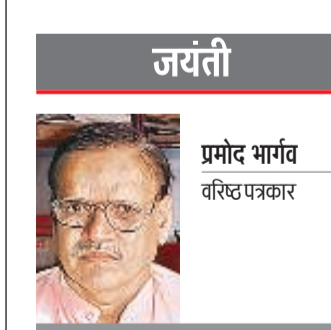 जयंती
प्रमोद भार्गव
वरिष्ठ पत्रकार